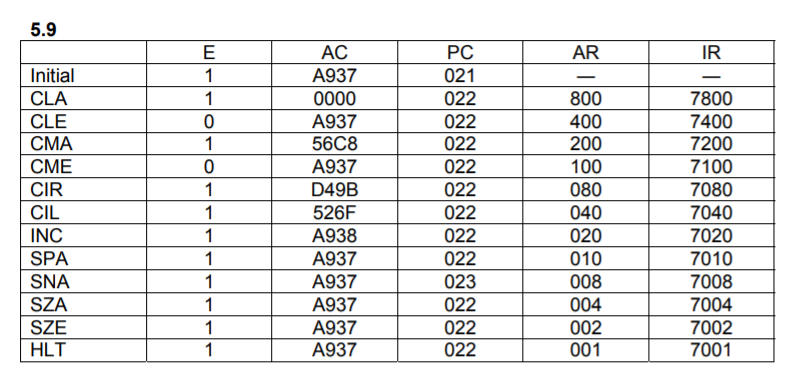 5.9
E AC PC AR IR
Initial 1 A937 021 — —
CLA 1 0000 022 800 7800
CLE 0 A937 022 400 7400
CMA 1 56C8 022 200 7200
CME 0 A937 022 100 7100
CIR 1 D49B 022 080 7080
CIL 1 526F 022 040 7040
INC 1 A938 022 020 7020
SPA 1 A937 022 010 7010
SNA 1 A937 023 008 7008
SZA 1 A937 022 004 7004
SZE 1 A937 022 002 7002
HLT 1 A937 022 001 7001